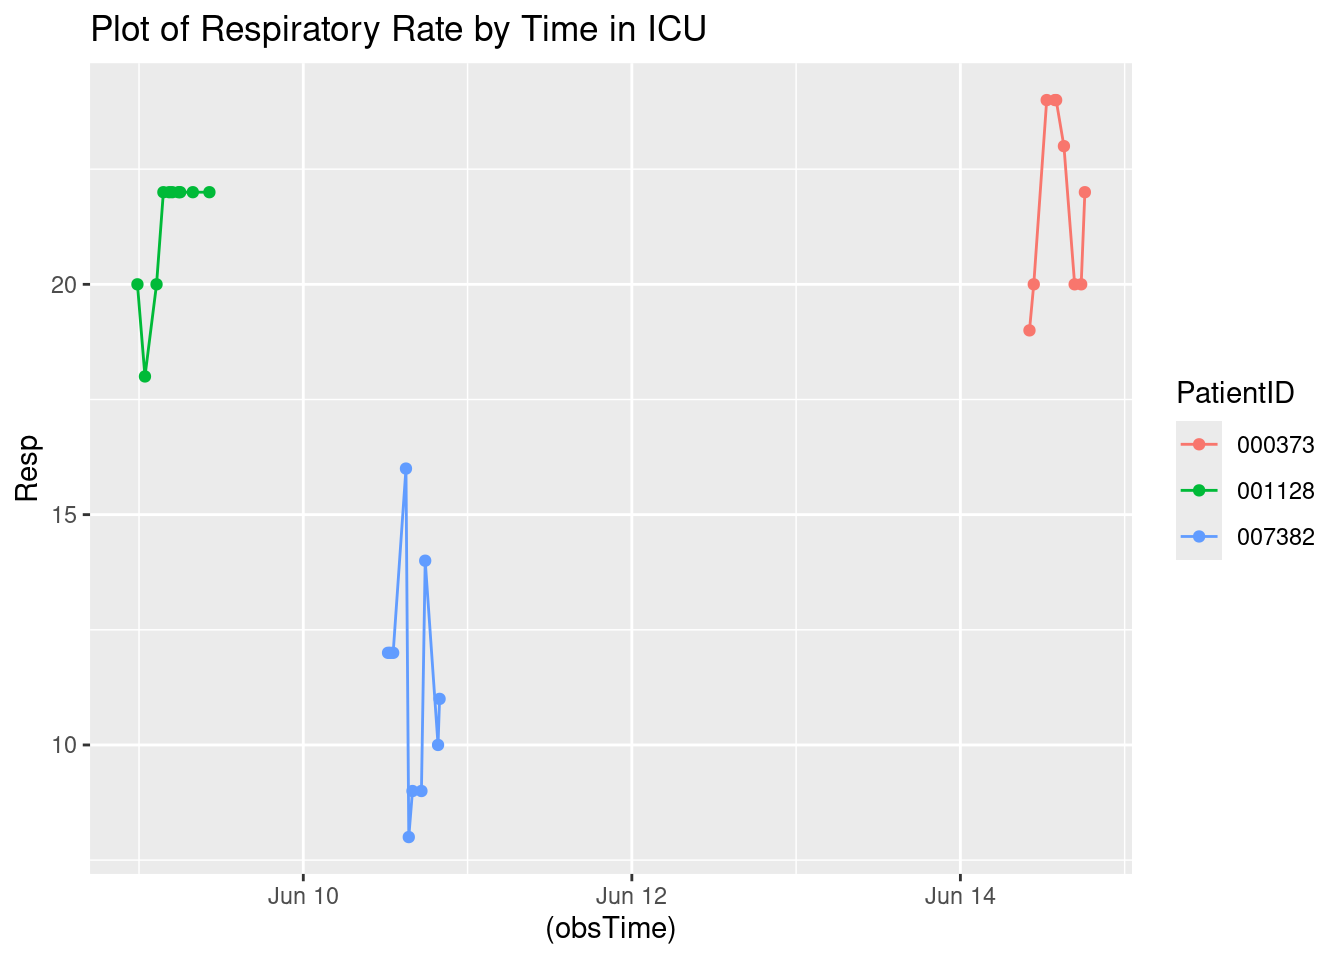 Plot of Respiratory Rate by Time in ICU
Resp
20
15
10
Jun 10
Jun 12
Jun 14
(obsTime)
PatientID
000373
001128
007382